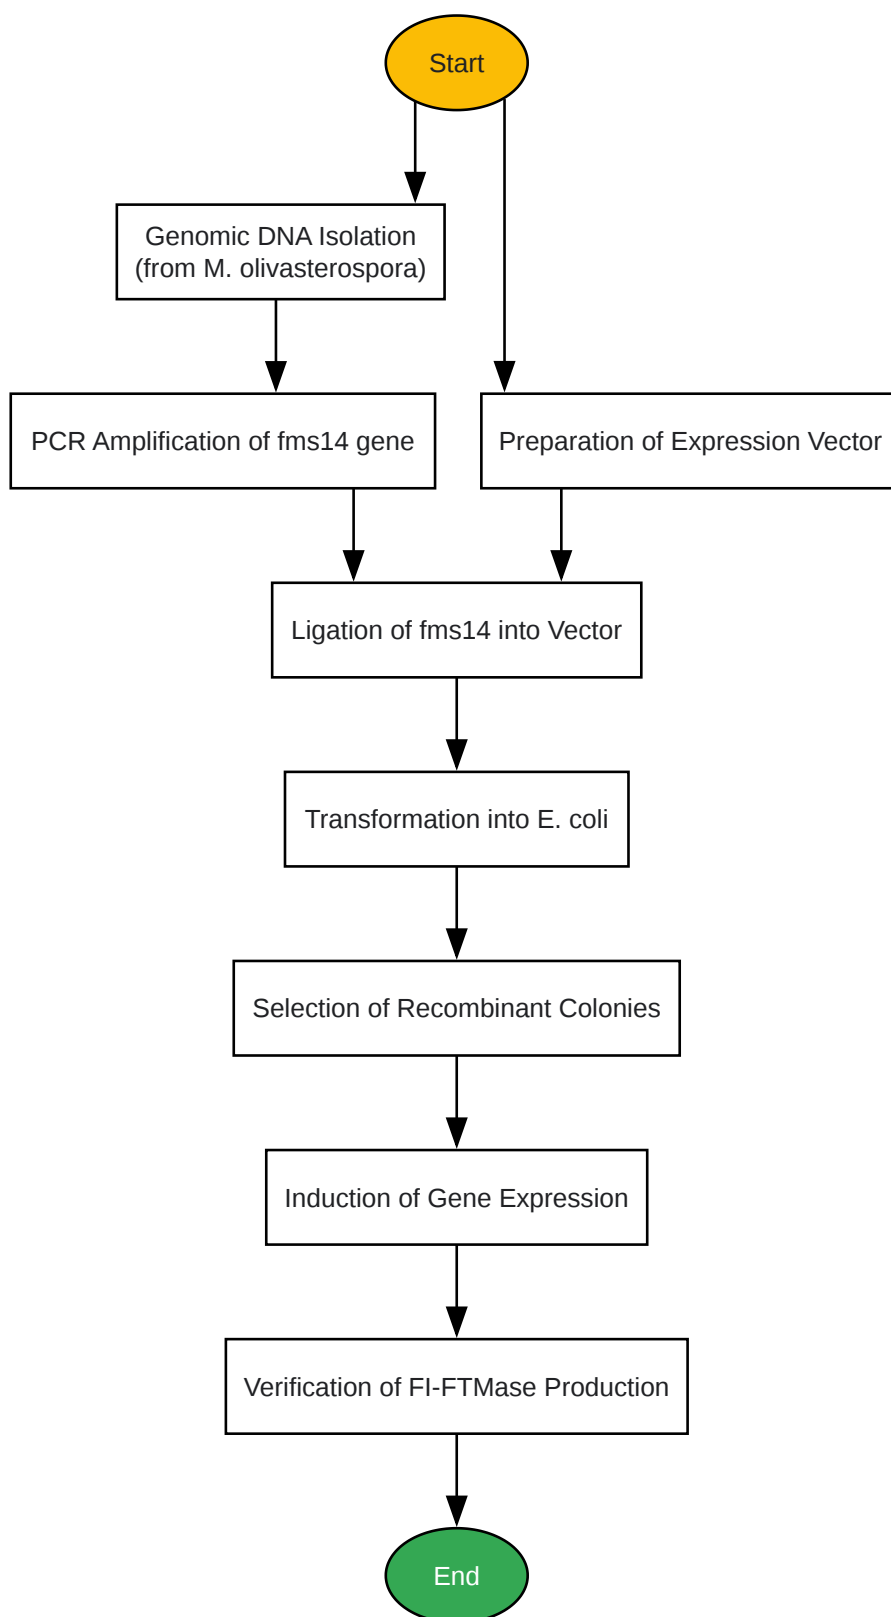 Start
Genomic DNA Isolation
(from M. olivasterospora)
PCR Amplification of fms14 gene
Preparation of Expression Vector
Ligation of fms14 into Vector
Transformation into E. coli
Selection of Recombinant Colonies
Induction of Gene Expression
Verification of FI-FTMase Production
End